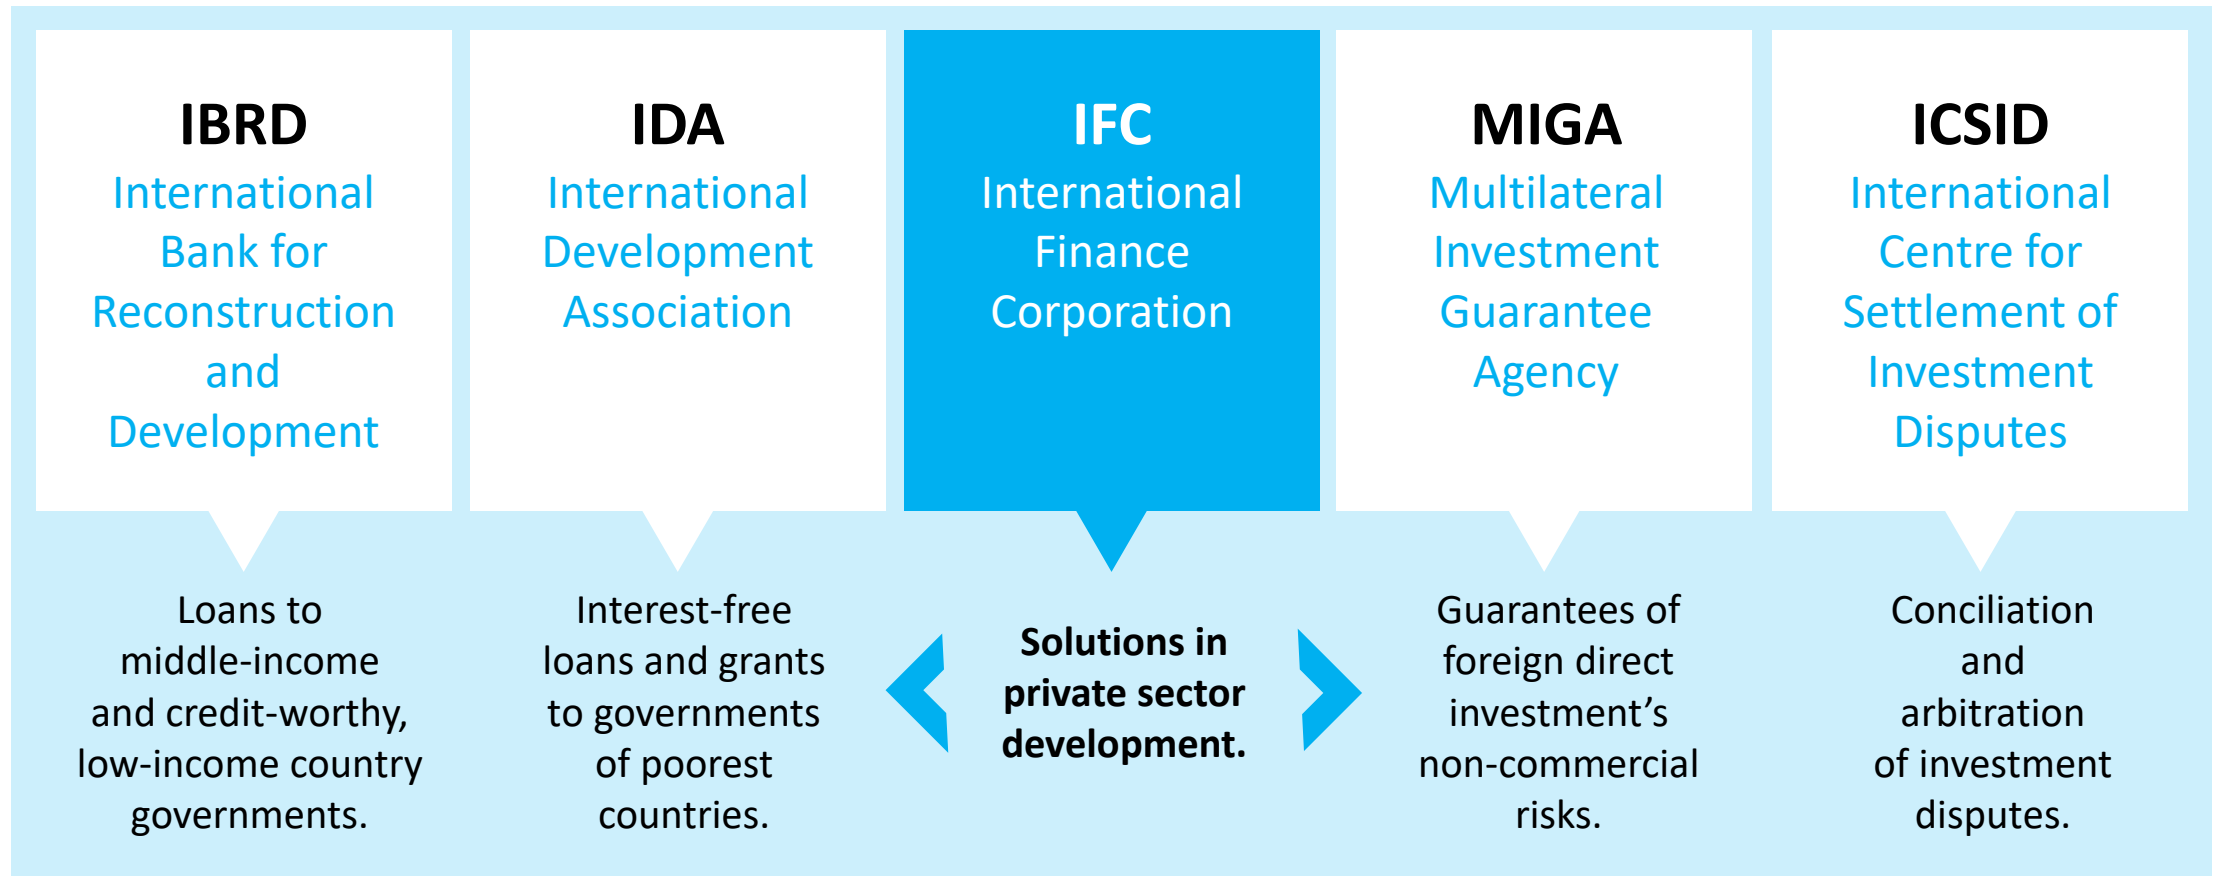 IBRD
International
Bank for
Reconstruction
and
Development
Loans to
middle-income
and credit-worthy,
low-income country
governments.
IDA
International
Development
Association
Interest-free
loans and grants
to governments
of poorest
countries.
IFC
International
Finance
Corporation
Solutions in
private sector
development.
MIGA
Multilateral
Investment
Guarantee
Agency
Guarantees of
foreign direct
investment’s
non-commercial
risks.
ICSID
International
Centre for
Settlement of
Investment
Disputes
Conciliation
and
arbitration
of investment
disputes.